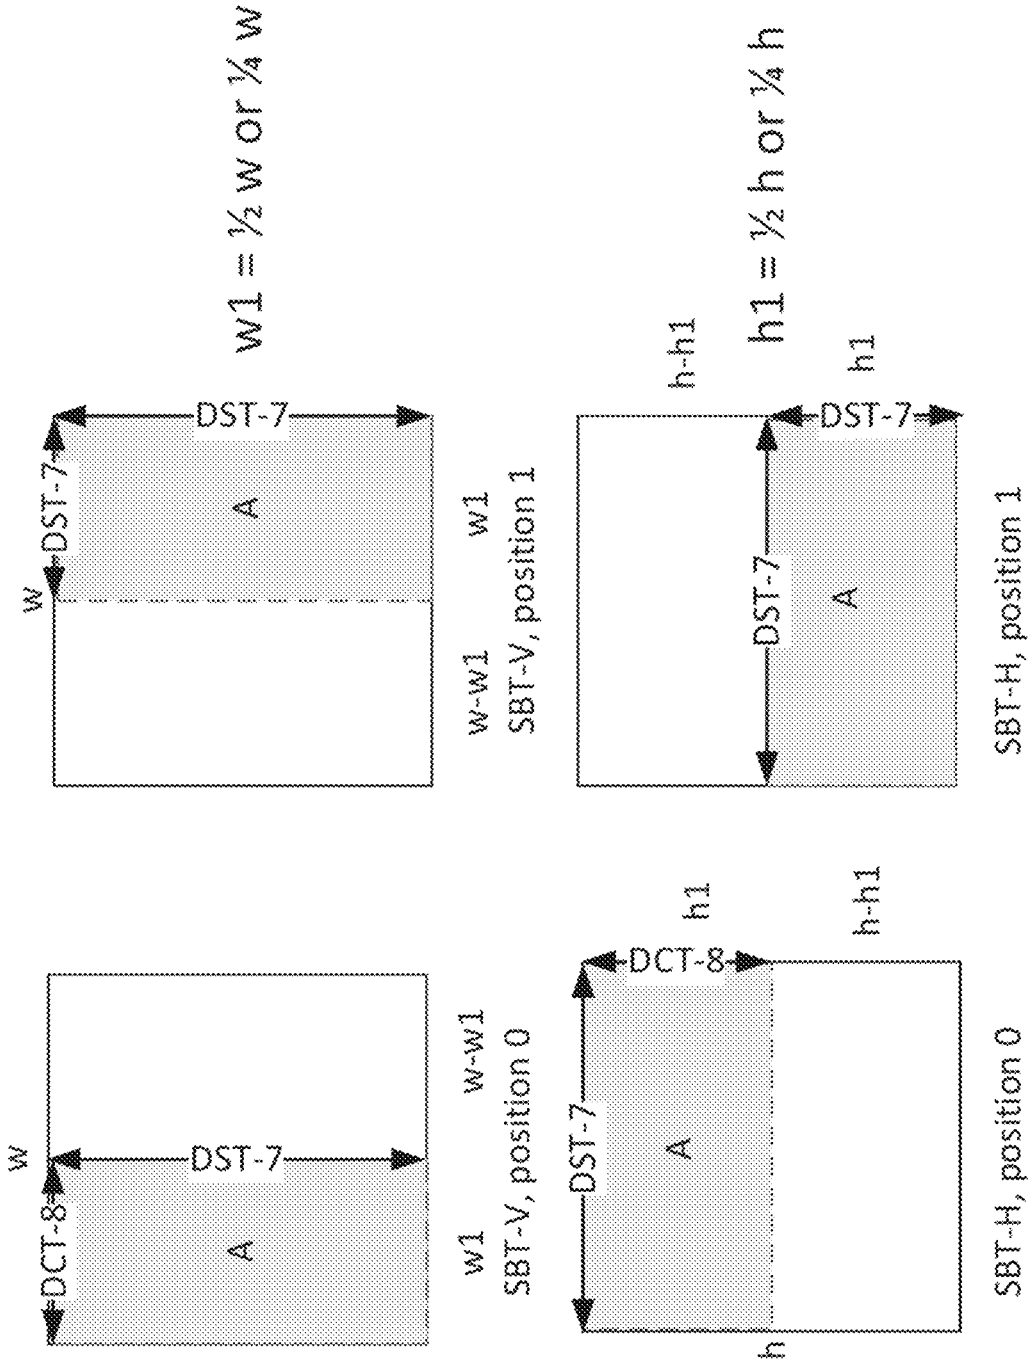 w
DCT-8
DST-7
A
w1
w-w1
SBT-V, position 0
w
DST-7
DST-7
A
w-w1
w1
SBT-V, position 1
w1 = ½ w or ¼ w
DST-7
DCT-8
A
h1
h
h-h1
SBT-H, position 0
h-h1
DST-7
DST-7
A
h1
SBT-H, position 1
h1 = ½ h or ¼ h